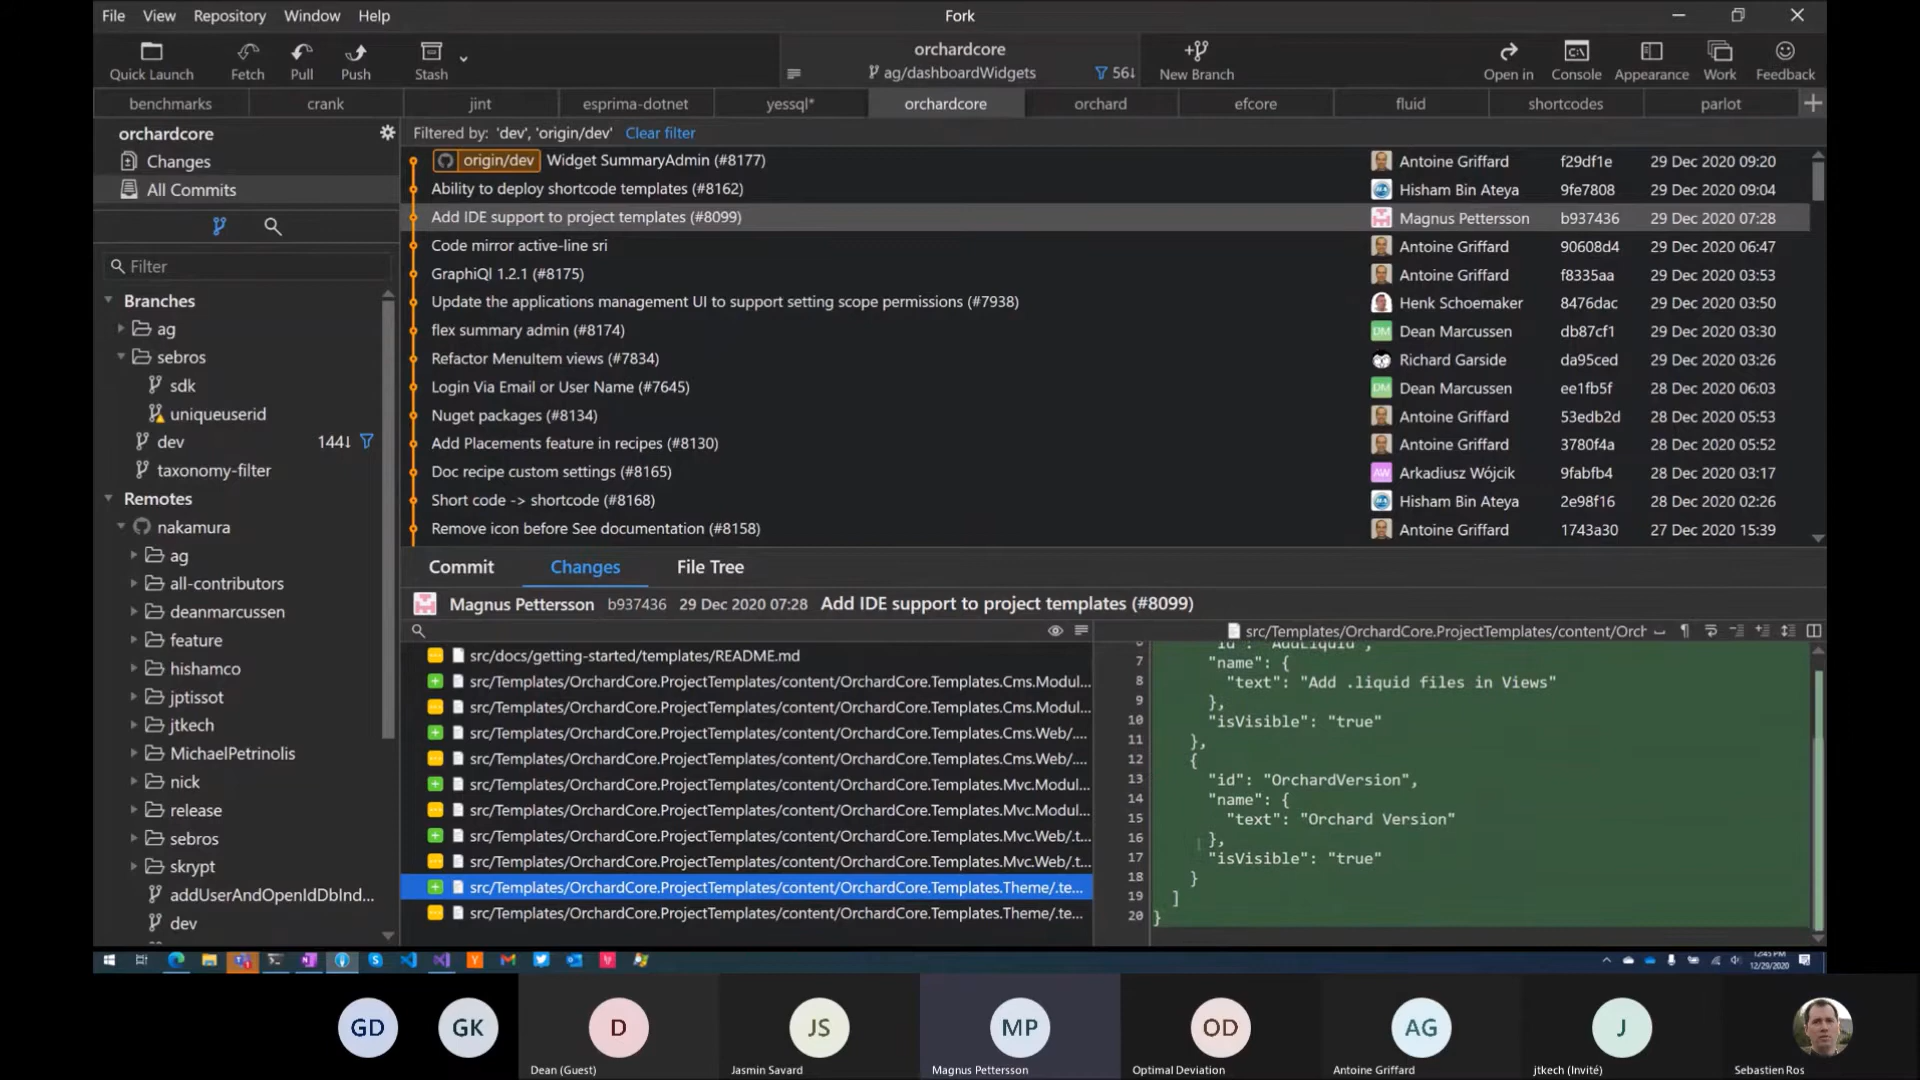 File View Repository Window Help
Fork
Quick Launch
Fetch
Pull
Push
Stash
orchardcore
ag/dashboardWidgets
56↓
New Branch
Open in
Console
Appearance
Work
Feedback
benchmarks
crank
jint
esprima-dotnet
yessql*
orchardcore
orchard
efcore
fluid
shortcodes
parlot
orchardcore
Changes
All Commits
Filter
Branches
ag
sebros
sdk
uniqueuserid
dev 144↓
taxonomy-filter
Remotes
nakamura
ag
all-contributors
deanmarcussen
feature
hishamco
jptissot
jtkech
MichaelPetrinolis
nick
release
sebros
skrypt
addUserAndOpenIdDbInd...
dev
Filtered by: 'dev', 'origin/dev' Clear filter
origin/dev Widget SummaryAdmin (#8177) Antoine Griffard f29df1e 29 Dec 2020 09:20
Ability to deploy shortcode templates (#8162) Hisham Bin Ateya 9fe7808 29 Dec 2020 09:04
Add IDE support to project templates (#8099) Magnus Pettersson b937436 29 Dec 2020 07:28
Code mirror active-line sri Antoine Griffard 90608d4 29 Dec 2020 06:47
GraphiQl 1.2.1 (#8175) Antoine Griffard f8335aa 29 Dec 2020 03:53
Update the applications management UI to support setting scope permissions (#7938) Henk Schoemaker 8476dac 29 Dec 2020 03:50
flex summary admin (#8174) DM Dean Marcussen db87cf1 29 Dec 2020 03:30
Refactor MenuItem views (#7834) Richard Garside da95ced 29 Dec 2020 03:26
Login Via Email or User Name (#7645) DM Dean Marcussen ee1fb5f 28 Dec 2020 06:03
Nuget packages (#8134) Antoine Griffard 53edb2d 28 Dec 2020 05:53
Add Placements feature in recipes (#8130) Antoine Griffard 3780f4a 28 Dec 2020 05:52
Doc recipe custom settings (#8165) AW Arkadiusz Wójcik 9fabfb4 28 Dec 2020 03:17
Short code -> shortcode (#8168) Hisham Bin Ateya 2e98f16 28 Dec 2020 02:26
Remove icon before See documentation (#8158) Antoine Griffard 1743a30 27 Dec 2020 15:39
Commit Changes File Tree
Magnus Pettersson b937436 29 Dec 2020 07:28 Add IDE support to project templates (#8099)
src/docs/getting-started/templates/README.md
src/Templates/OrchardCore.ProjectTemplates/content/OrchardCore.Templates.Cms.Modul...
src/Templates/OrchardCore.ProjectTemplates/content/OrchardCore.Templates.Cms.Modul...
src/Templates/OrchardCore.ProjectTemplates/content/OrchardCore.Templates.Cms.Web/....
src/Templates/OrchardCore.ProjectTemplates/content/OrchardCore.Templates.Cms.Web/....
src/Templates/OrchardCore.ProjectTemplates/content/OrchardCore.Templates.Mvc.Modul...
src/Templates/OrchardCore.ProjectTemplates/content/OrchardCore.Templates.Mvc.Modul...
src/Templates/OrchardCore.ProjectTemplates/content/OrchardCore.Templates.Mvc.Web/.t...
src/Templates/OrchardCore.ProjectTemplates/content/OrchardCore.Templates.Mvc.Web/.t...
src/Templates/OrchardCore.ProjectTemplates/content/OrchardCore.Templates.Theme/.te...
src/Templates/OrchardCore.ProjectTemplates/content/OrchardCore.Templates.Theme/.te...
src/Templates/OrchardCore.ProjectTemplates/content/Orch
"id": "AddLiquid",
7 "name": {
8 "text": "Add .liquid files in Views"
9 },
10 "isVisible": "true"
11 },
12 {
13 "id": "OrchardVersion",
14 "name": {
15 "text": "Orchard Version"
16 },
17 "isVisible": "true"
18 }
19 ]
20 }
12:45 PM
12/29/2020
GD
GK
D
JS
MP
OD
AG
J
Dean (Guest)
Jasmin Savard
Magnus Pettersson
Optimal Deviation
Antoine Griffard
jtkech (Invité)
Sebastien Ros